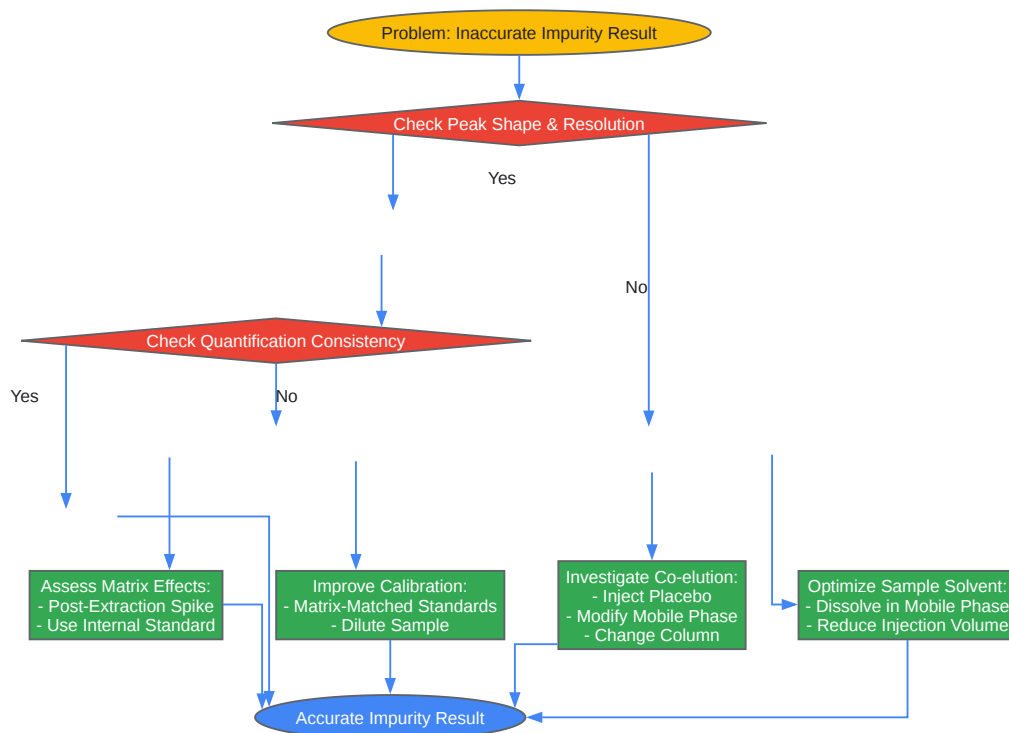 Problem: Inaccurate Impurity Result
Check Peak Shape & Resolution
Yes
No
Check Quantification Consistency
Yes
No
Assess Matrix Effects:
- Post-Extraction Spike
- Use Internal Standard
Improve Calibration:
- Matrix-Matched Standards
- Dilute Sample
Investigate Co-elution:
- Inject Placebo
- Modify Mobile Phase
- Change Column
Optimize Sample Solvent:
- Dissolve in Mobile Phase
- Reduce Injection Volume
Accurate Impurity Result